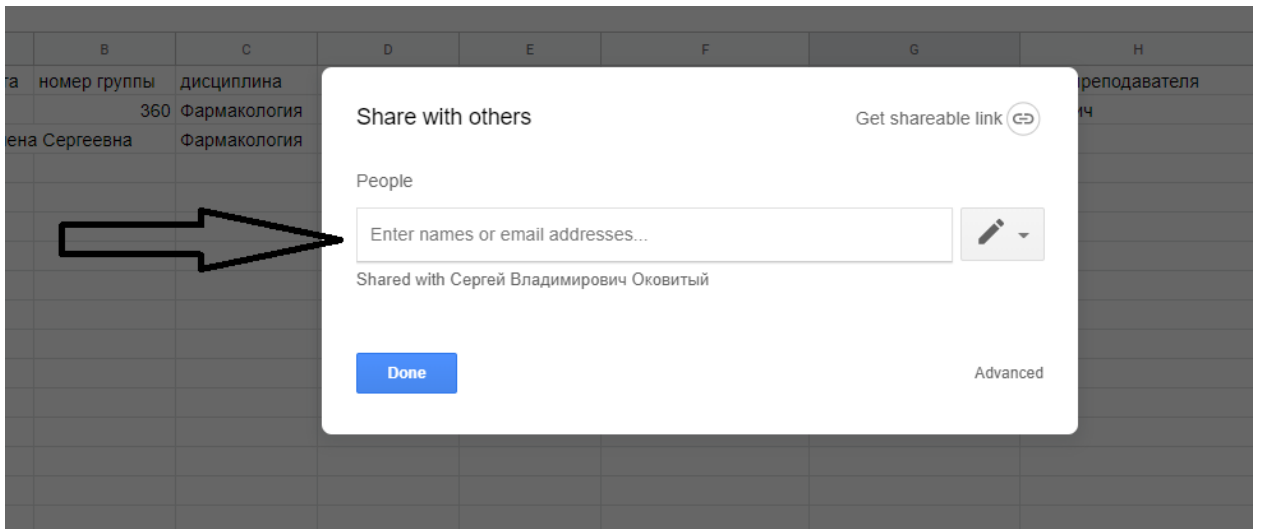 B C D E F G H
номер группы дисциплина преподавателя
360 Фармакология
Сергеевна Фармакология
Share with others Get shareable link
People
Enter names or email addresses...
Shared with Сергей Владимирович Оковитый
Done Advanced